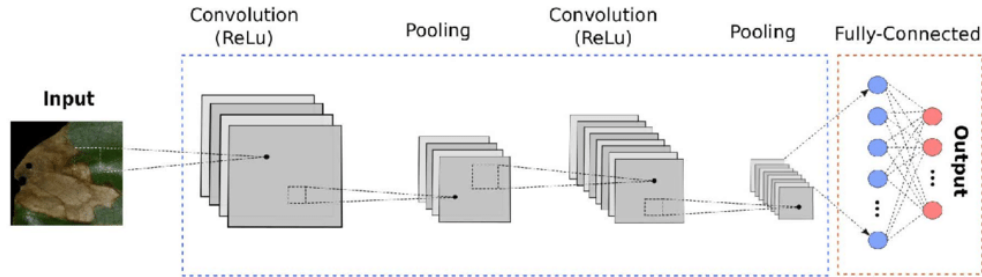 Convolution
(ReLu)
Pooling
Convolution
(ReLu)
Pooling
Fully-Connected
Input
Output
...
...